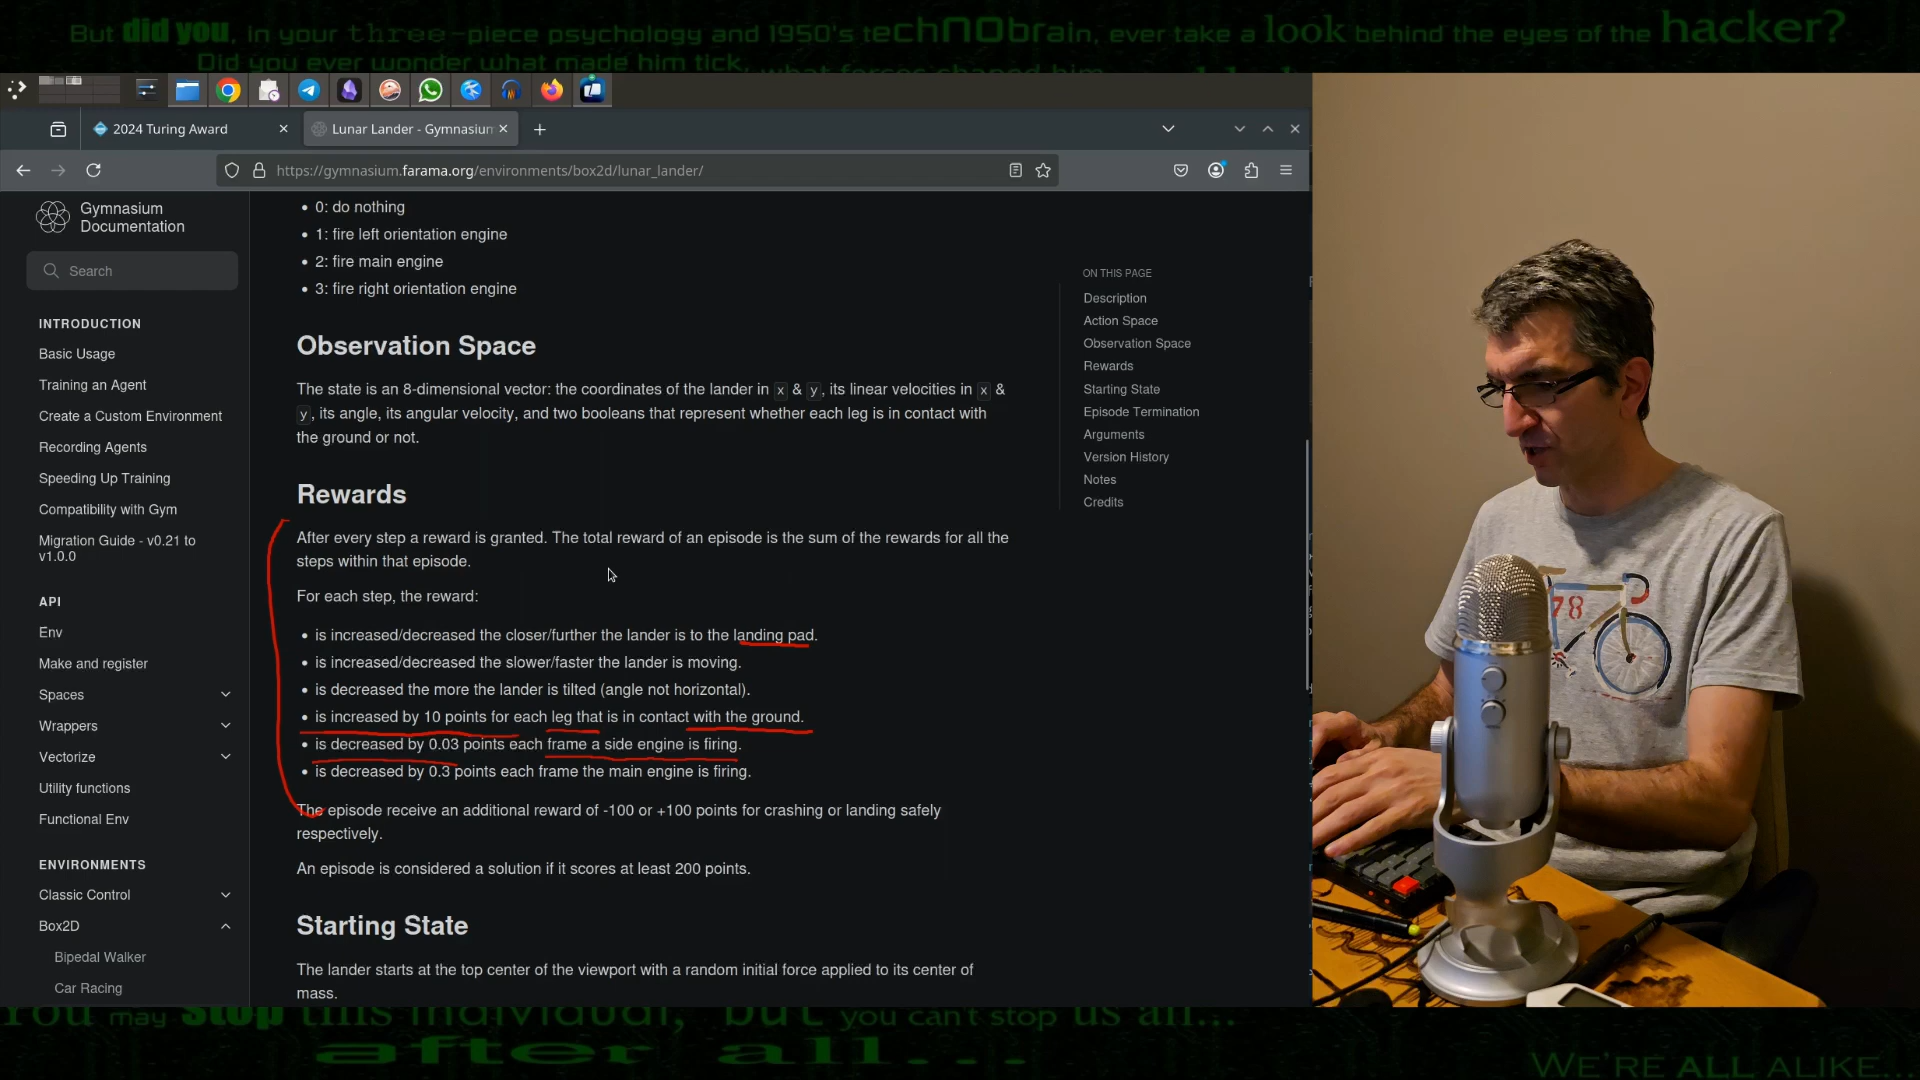 But did you, in your three-piece psychology and 1950's techNObrain, ever take a look behind the eyes of the hacker?
Did you ever wonder what made him tick, what forces shaped him
2024 Turing Award
Lunar Lander - Gymnasium
https://gymnasium.farama.org/environments/box2d/lunar_lander/
Gymnasium
Documentation
Search
INTRODUCTION
Basic Usage
Training an Agent
Create a Custom Environment
Recording Agents
Speeding Up Training
Compatibility with Gym
Migration Guide - v0.21 to
v1.0.0
API
Env
Make and register
Spaces
Wrappers
Vectorize
Utility functions
Functional Env
ENVIRONMENTS
Classic Control
Box2D
Bipedal Walker
Car Racing
• 0: do nothing
• 1: fire left orientation engine
• 2: fire main engine
• 3: fire right orientation engine
Observation Space
The state is an 8-dimensional vector: the coordinates of the lander in x & y, its linear velocities in x &
y, its angle, its angular velocity, and two booleans that represent whether each leg is in contact with
the ground or not.
Rewards
After every step a reward is granted. The total reward of an episode is the sum of the rewards for all the
steps within that episode.
For each step, the reward:
• is increased/decreased the closer/further the lander is to the landing pad.
• is increased/decreased the slower/faster the lander is moving.
• is decreased the more the lander is tilted (angle not horizontal).
• is increased by 10 points for each leg that is in contact with the ground.
• is decreased by 0.03 points each frame a side engine is firing.
• is decreased by 0.3 points each frame the main engine is firing.
The episode receive an additional reward of -100 or +100 points for crashing or landing safely
respectively.
An episode is considered a solution if it scores at least 200 points.
Starting State
The lander starts at the top center of the viewport with a random initial force applied to its center of
mass.
ON THIS PAGE
Description
Action Space
Observation Space
Rewards
Starting State
Episode Termination
Arguments
Version History
Notes
Credits
78
You may stop this individual, but you can't stop us all...
after all...
WE'RE ALL ALIKE...